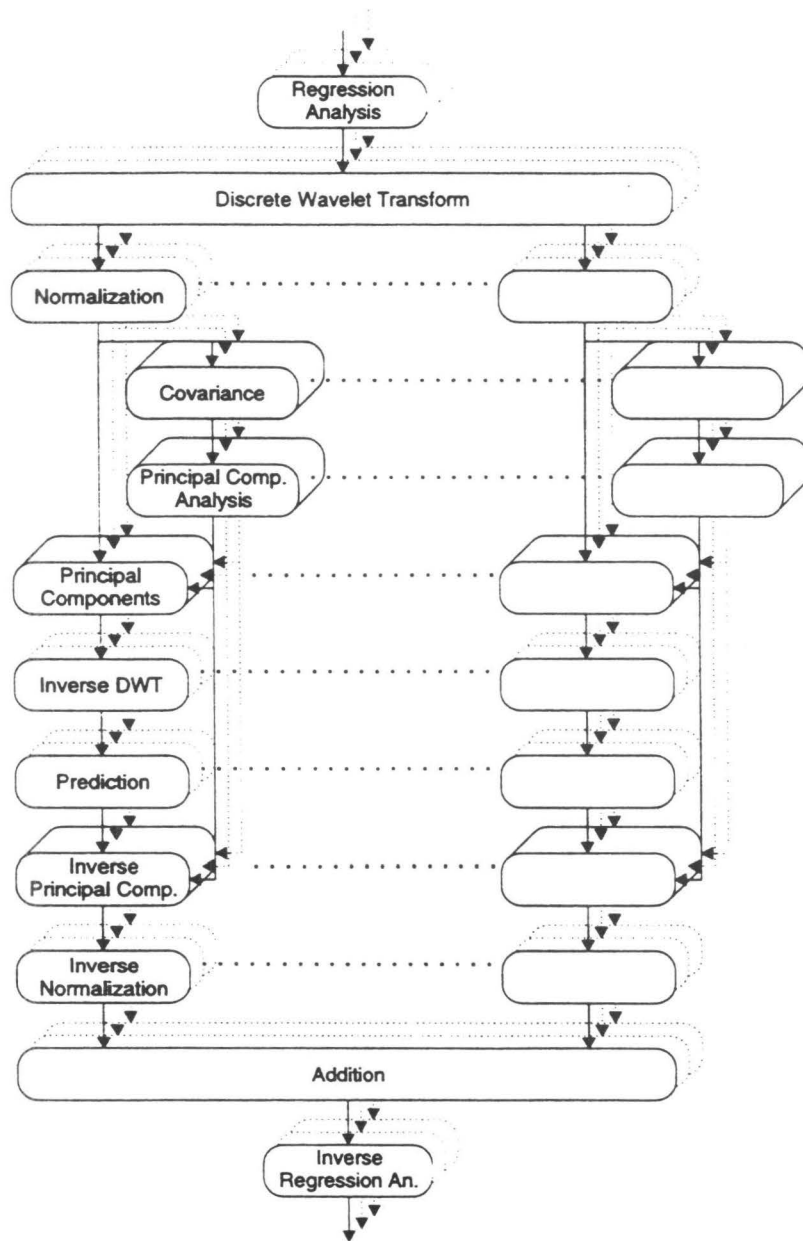 Regression
Analysis
Discrete Wavelet Transform
Normalization
Covariance
Principal Comp.
Analysis
Principal
Components
Inverse DWT
Prediction
Inverse
Principal Comp.
Inverse
Normalization
Addition
Inverse
Regression An.